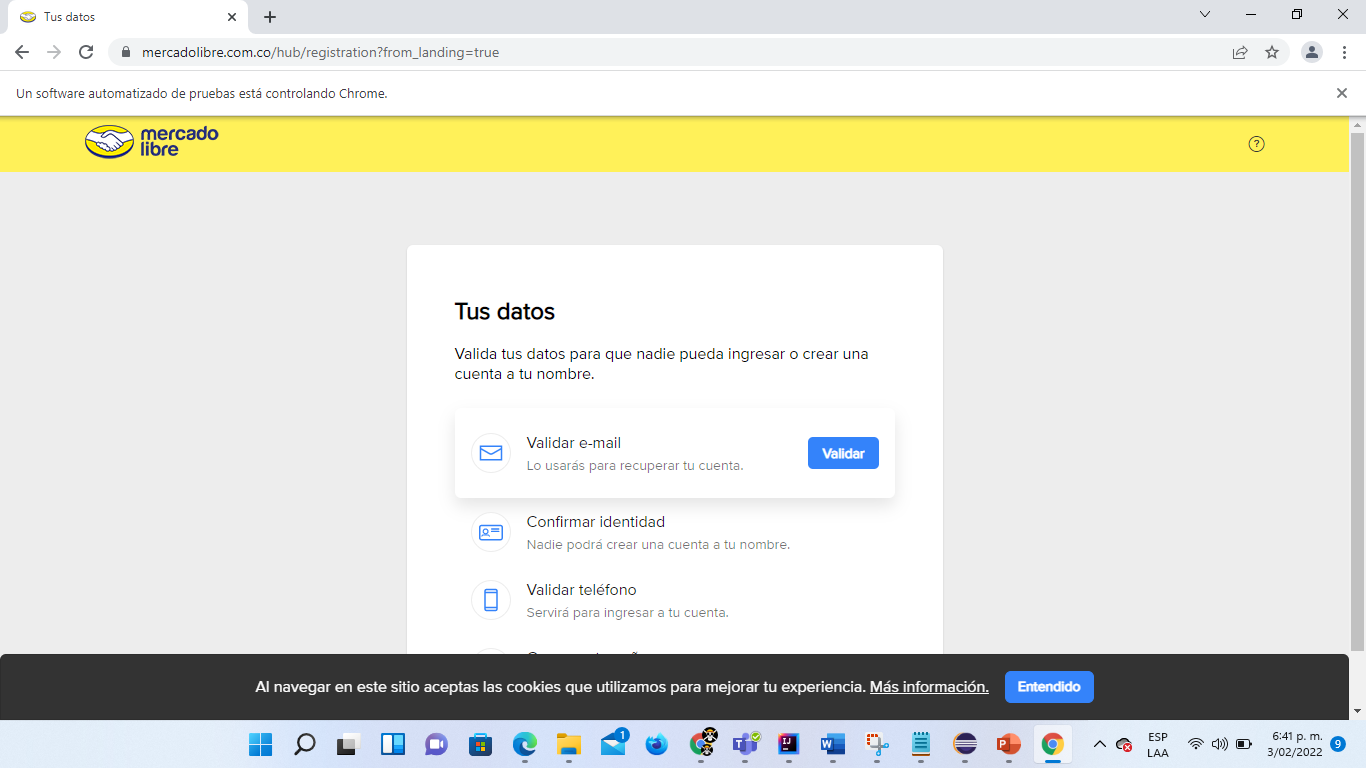 Tus datos
mercadolibre.com.co/hub/registration?from_landing=true
Un software automatizado de pruebas está controlando Chrome.
mercado
libre
Tus datos
Valida tus datos para que nadie pueda ingresar o crear una
cuenta a tu nombre.
Validar e-mail
Lo usarás para recuperar tu cuenta.
Validar
Confirmar identidad
Nadie podrá crear una cuenta a tu nombre.
Validar teléfono
Servirá para ingresar a tu cuenta.
Al navegar en este sitio aceptas las cookies que utilizamos para mejorar tu experiencia. Más información.
Entendido
1
ESP
LAA
6:41 p. m.
3/02/2022
9